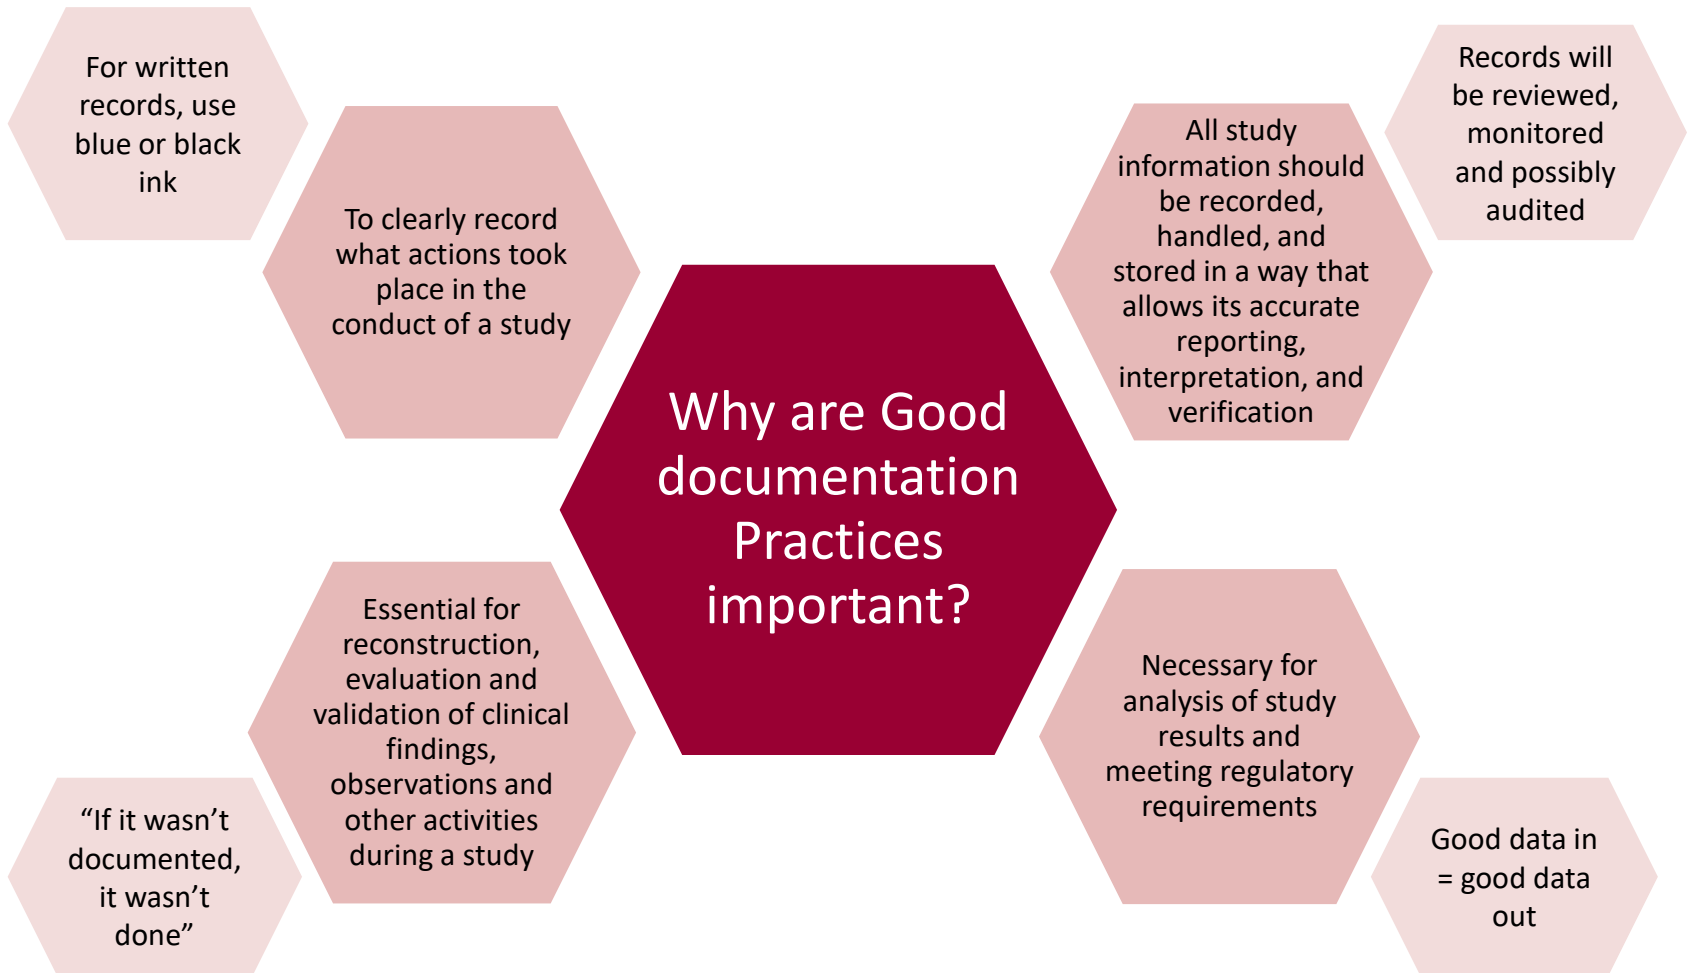 For written
records, use
blue or black
ink
To clearly record
what actions took
place in the
conduct of a study
All study
information should
be recorded,
handled, and
stored in a way that
allows its accurate
reporting,
interpretation, and
verification
Records will
be reviewed,
monitored
and possibly
audited
Why are Good
documentation
Practices
important?
Essential for
reconstruction,
evaluation and
validation of clinical
findings,
observations and
other activities
during a study
“If it wasn’t
documented,
it wasn’t
done”
Necessary for
analysis of study
results and
meeting regulatory
requirements
Good data in
= good data
out